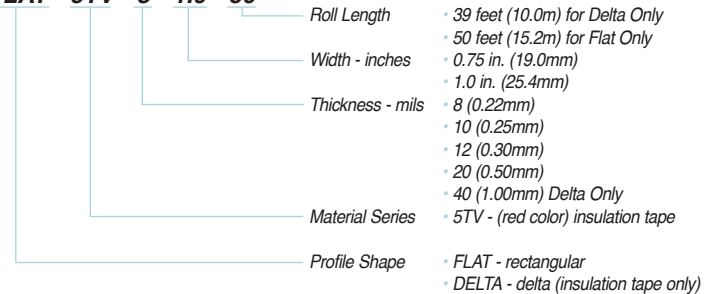 Roll Length • 39 feet (10.0m) for Delta Only
• 50 feet (15.2m) for Flat Only
Width - inches • 0.75 in. (19.0mm)
• 1.0 in. (25.4mm)
Thickness - mils • 8 (0.22mm)
• 10 (0.25mm)
• 12 (0.30mm)
• 20 (0.50mm)
• 40 (1.00mm) Delta Only
Material Series • 5TV - (red color) insulation tape
Profile Shape • FLAT - rectangular
• DELTA - delta (insulation tape only)